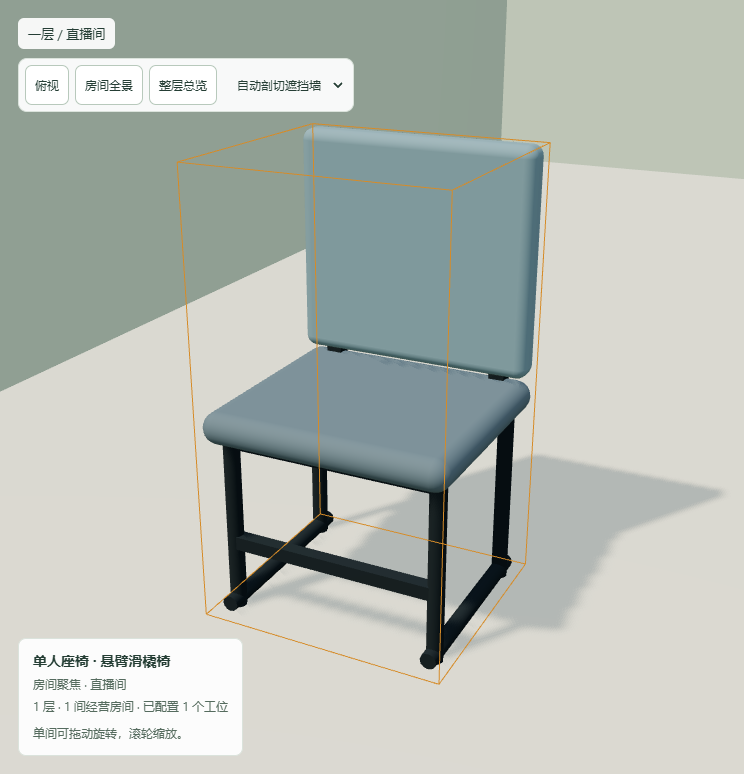 一层 / 直播间
俯视 房间全景 整层总览 自动剖切遮挡墙
单人座椅 · 悬臂滑橇椅
房间聚焦 · 直播间
1 层 · 1 间经营房间 · 已配置 1 个工位
单间可拖动旋转，滚轮缩放。